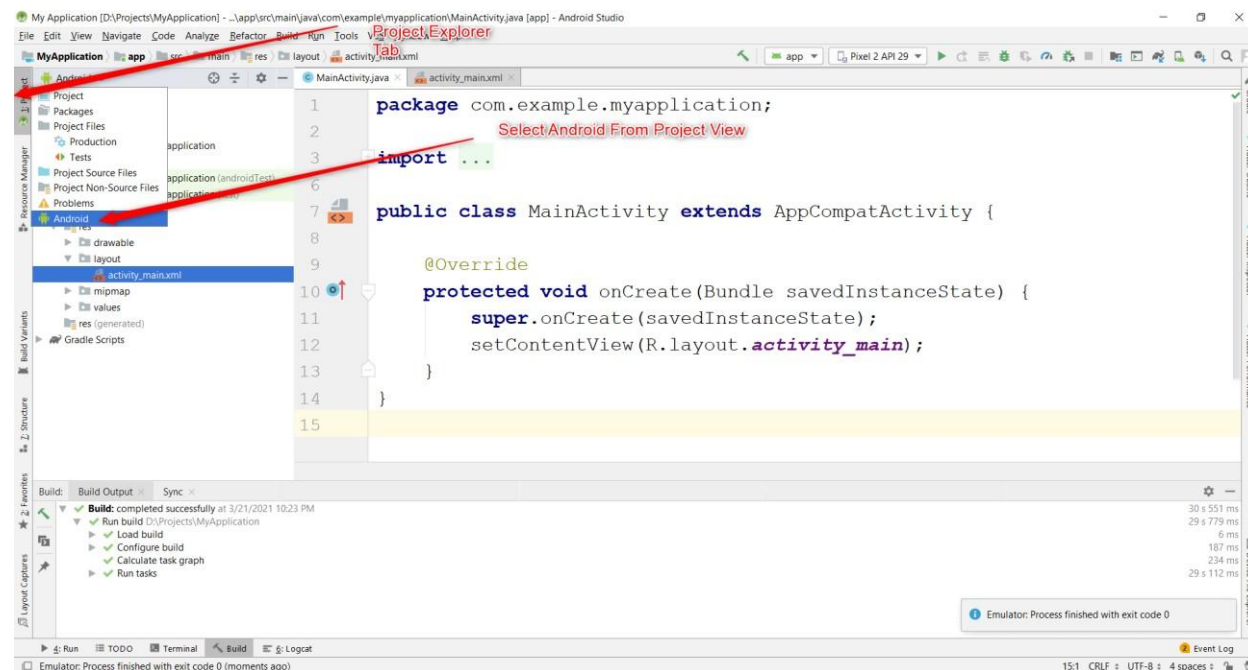 My Application [D:\Projects\MyApplication] - ...\app\src\main\java\com\example\myapplication\MainActivity.java [app] - Android Studio
File Edit View Navigate Code Analyze Refactor Build Run Tools
Project Explorer
Tab
MyApplication app src main res layout
app Pixel 2 API 29
1: Project
Resource Manager
Build Variants
Z: Structure
2: Favorites
Layout Captures
Project
Packages
Project Files
Production
Tests
Project Source Files
Project Non-Source Files
Problems
Android
application
application (androidTest)
res
drawable
layout
activity_main.xml
mipmap
values
res (generated)
Gradle Scripts
MainActivity.java activity_main.xml
Select Android From Project View
1 package com.example.myapplication;
2
3 import ...
6
7 public class MainActivity extends AppCompatActivity {
8
9 @Override
10 protected void onCreate(Bundle savedInstanceState) {
11 super.onCreate(savedInstanceState);
12 setContentView(R.layout.activity_main);
13 }
14 }
15
Build: Build Output Sync
Build: completed successfully at 3/21/2021 10:23 PM 30 s 551 ms
Run build D:\Projects\MyApplication 29 s 779 ms
Load build 6 ms
Configure build 187 ms
Calculate task graph 234 ms
Run tasks 29 s 112 ms
Emulator: Process finished with exit code 0
4: Run TODO Terminal Build 6: Logcat 2 Event Log
Emulator: Process finished with exit code 0 (moments ago) 15:1 CRLF UTF-8 4 spaces